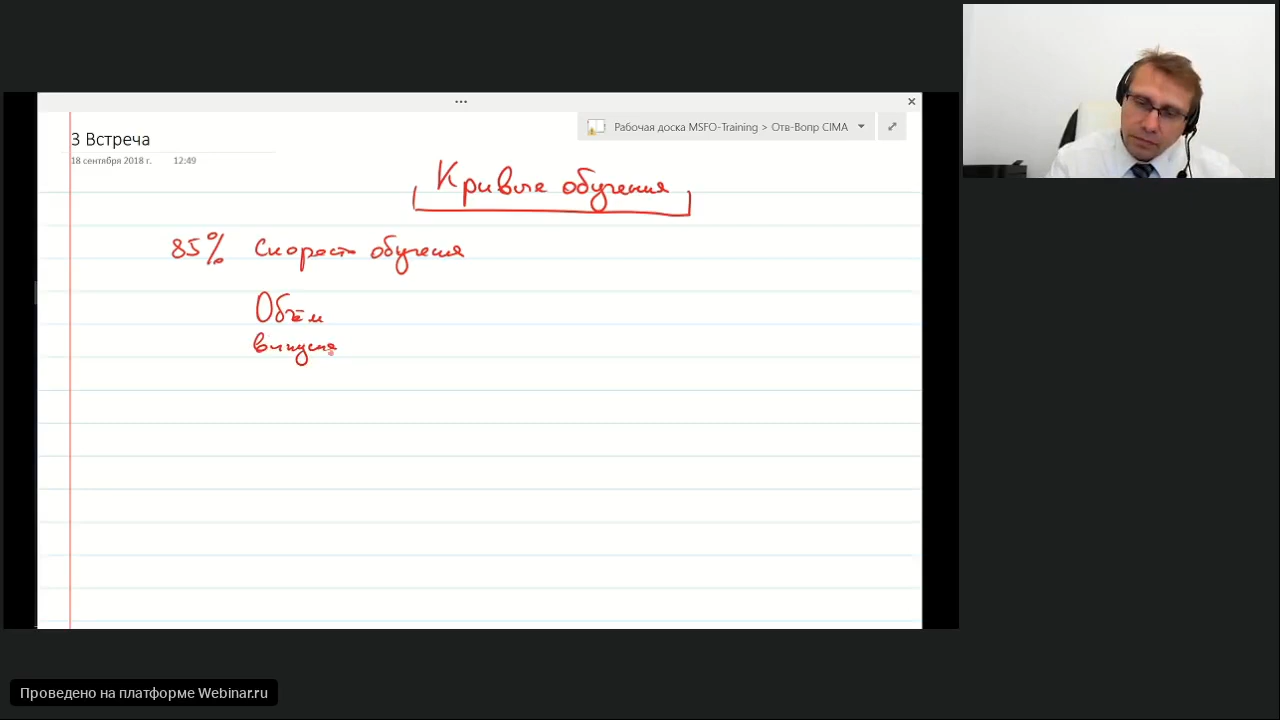 ...
×
3 Встреча
Рабочая доска MSFO-Training > Отв-Вопр CIMA
18 сентября 2018 г. 12:49
Кривые обучения
85% Скорость обучения
Объём
выпуска
Проведено на платформе Webinar.ru